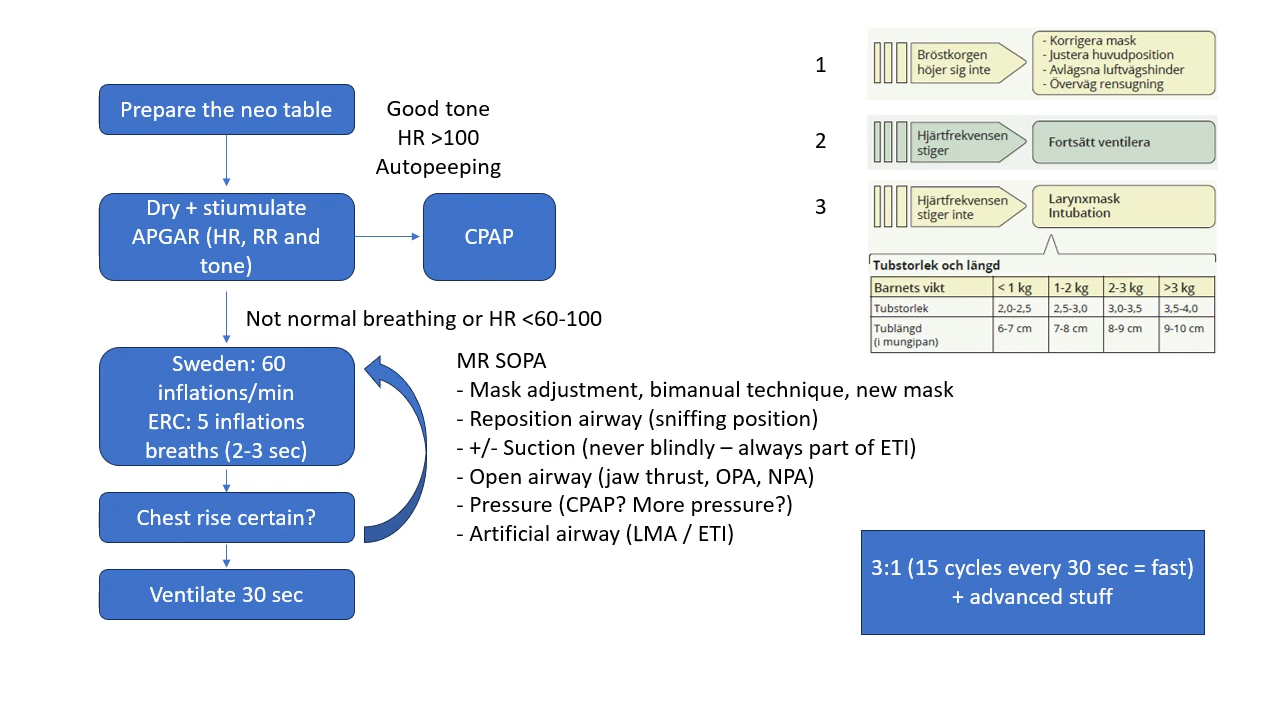 Prepare the neo table
Good tone
HR >100
Autopeeping
Dry + stiumulate
APGAR (HR, RR and
tone)
CPAP
Not normal breathing or HR <60-100
Sweden: 60
inflations/min
ERC: 5 inflations
breaths (2-3 sec)
Chest rise certain?
Ventilate 30 sec
MR SOPA
- Mask adjustment, bimanual technique, new mask
- Reposition airway (sniffing position)
- +/- Suction (never blindly – always part of ETI)
- Open airway (jaw thrust, OPA, NPA)
- Pressure (CPAP? More pressure?)
- Artificial airway (LMA / ETI)
1
Bröstkorgen
höjer sig inte
- Korrigera mask
- Justera huvudposition
- Avlägsna luftvägshinder
- Överväg rensugning
2
Hjärtfrekvensen
stiger
Fortsätt ventilera
3
Hjärtfrekvensen
stiger inte
Larynxmask
Intubation
Tubstorlek och längd
Barnets vikt < 1 kg 1-2 kg 2-3 kg >3 kg
Tubstorlek 2,0-2,5 2,5-3,0 3,0-3,5 3,5-4,0
Tublängd 6-7 cm 7-8 cm 8-9 cm 9-10 cm
(i mungipan)
3:1 (15 cycles every 30 sec = fast)
+ advanced stuff